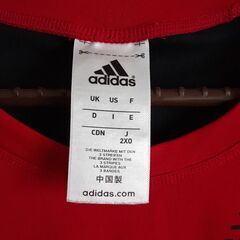 adidas
UK US F
D I E
CDN J
2XO
DIE WELTMARKE MIT DEN
3 STREIFEN
THE BRAND WITH THE
3 STRIPES
LA MARQUE AUX
3 BANDES
中国製
adidas.com